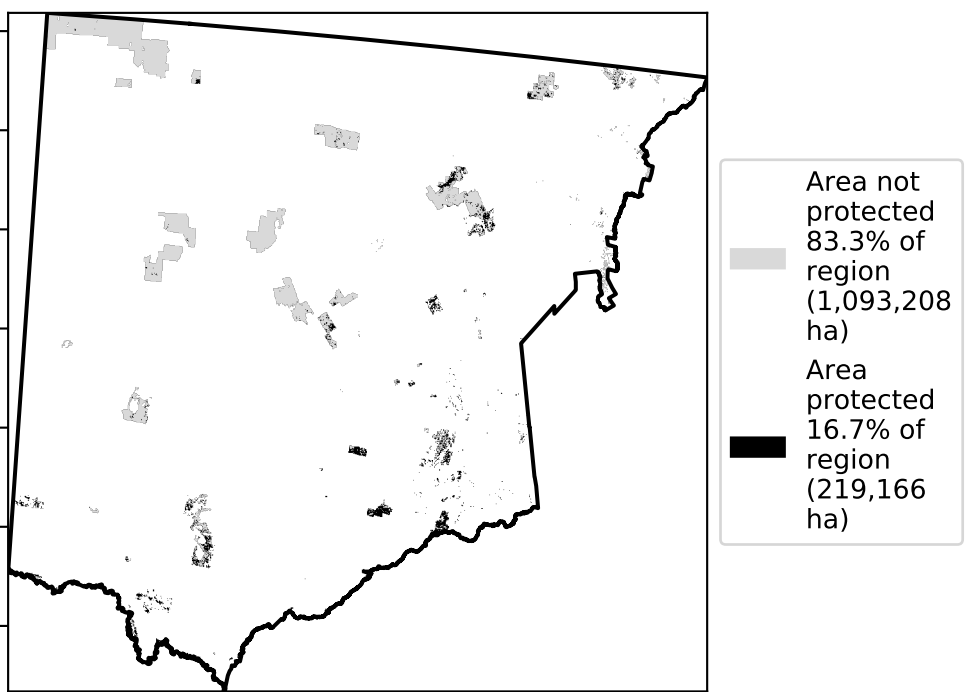 Area not
protected
83.3% of
region
(1,093,208
ha)
Area
protected
16.7% of
region
(219,166
ha)